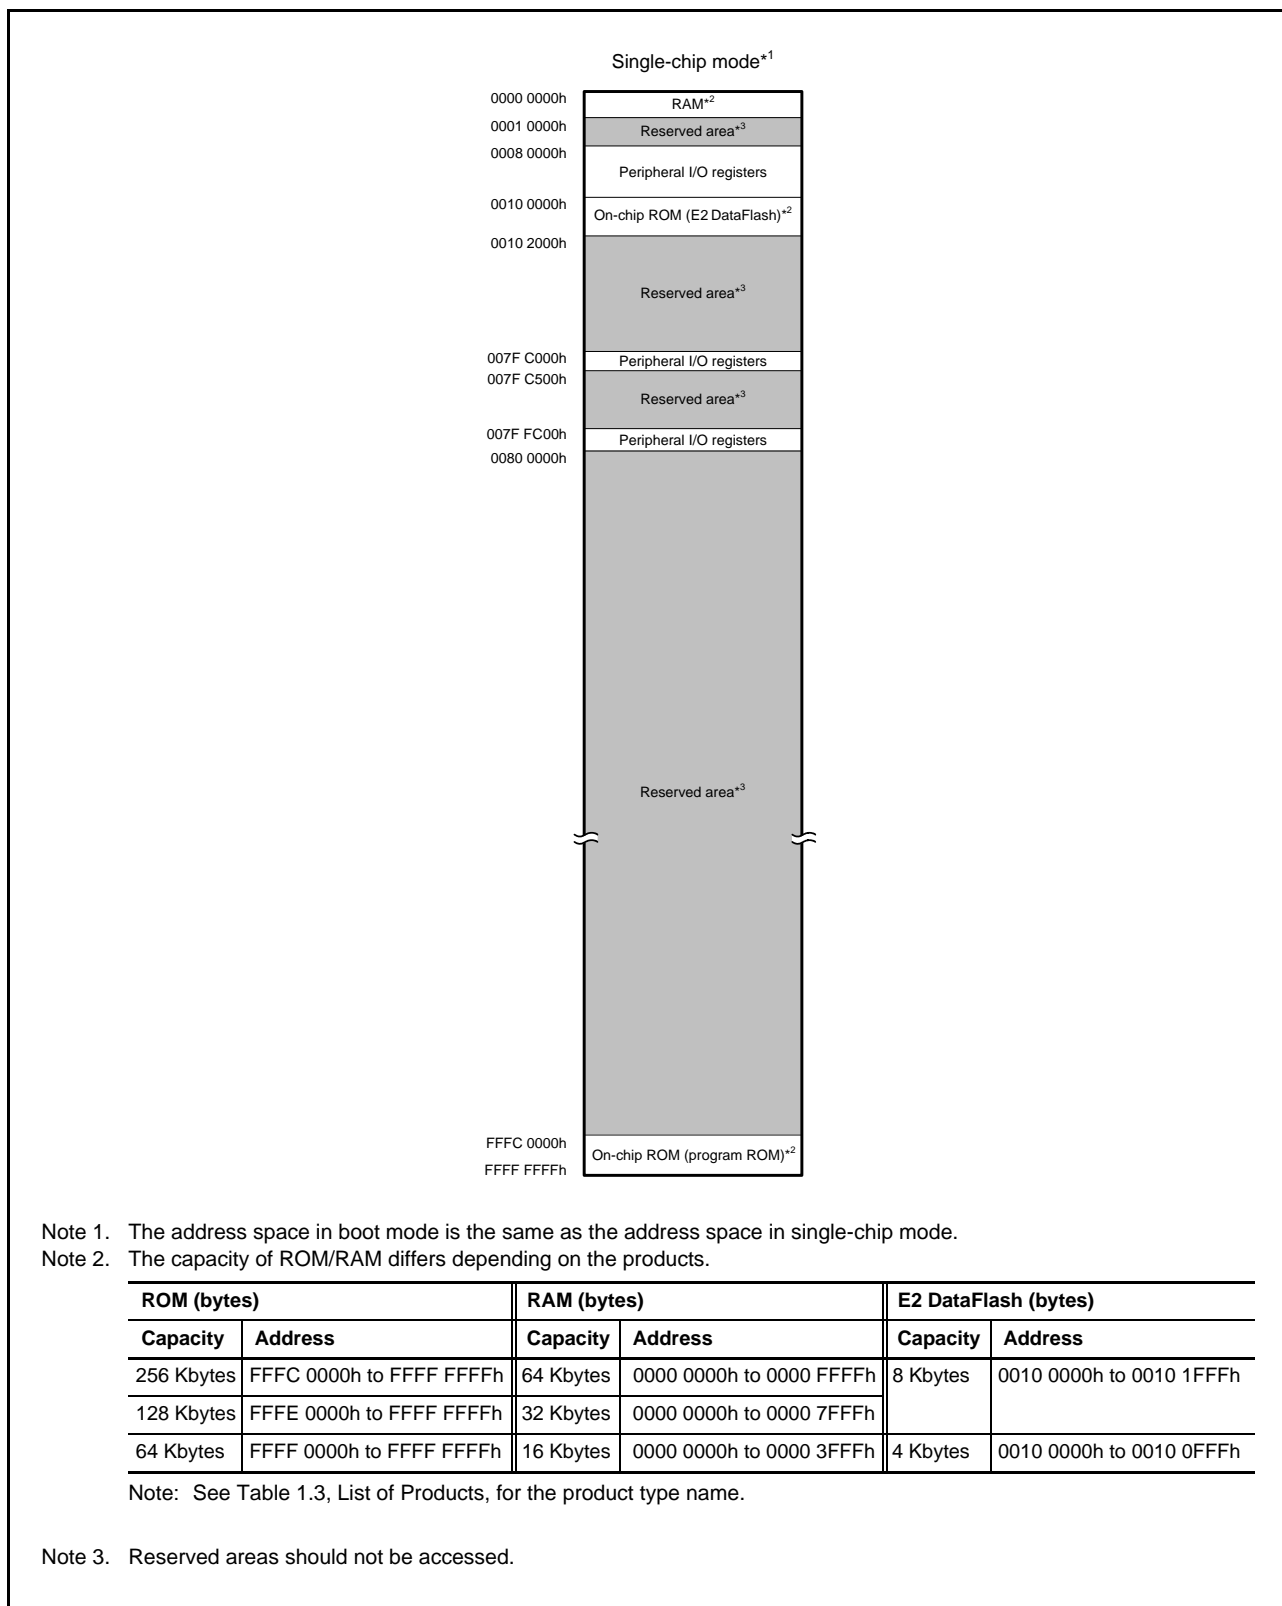 Single-chip mode*1
0000 0000h
RAM*2
0001 0000h
Reserved area*3
0008 0000h
Peripheral I/O registers
0010 0000h
On-chip ROM (E2 DataFlash)*2
0010 2000h
Reserved area*3
007F C000h
Peripheral I/O registers
007F C500h
Reserved area*3
007F FC00h
Peripheral I/O registers
0080 0000h
Reserved area*3
FFFC 0000h
On-chip ROM (program ROM)*2
FFFF FFFFh
Note 1. The address space in boot mode is the same as the address space in single-chip mode.
Note 2. The capacity of ROM/RAM differs depending on the products.
ROM (bytes) RAM (bytes) E2 DataFlash (bytes)
Capacity Address Capacity Address Capacity Address
256 Kbytes FFFC 0000h to FFFF FFFFh 64 Kbytes 0000 0000h to 0000 FFFFh 8 Kbytes 0010 0000h to 0010 1FFFh
128 Kbytes FFFE 0000h to FFFF FFFFh 32 Kbytes 0000 0000h to 0000 7FFFh
64 Kbytes FFFF 0000h to FFFF FFFFh 16 Kbytes 0000 0000h to 0000 3FFFh 4 Kbytes 0010 0000h to 0010 0FFFh
Note: See Table 1.3, List of Products, for the product type name.
Note 3. Reserved areas should not be accessed.